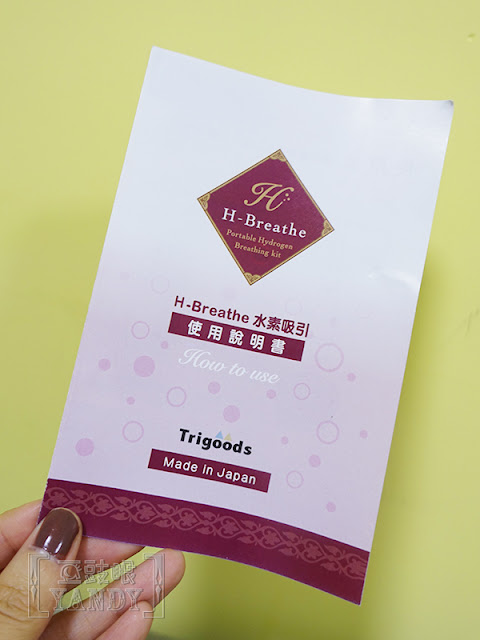 H
H-Breathe
Portable Hydrogen
Breathing kit
H-Breathe 水素吸引
使用說明書
How to use
Trigoods
Made in Japan
YANDY